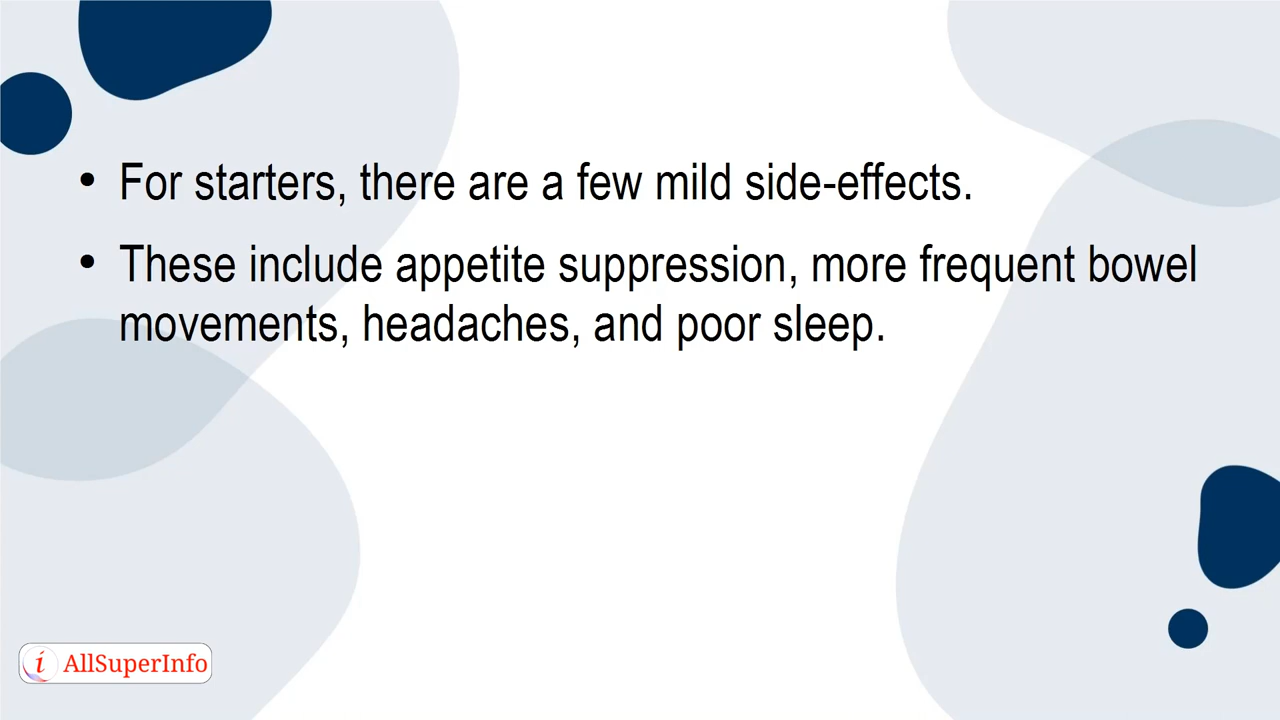 • For starters, there are a few mild side-effects.
• These include appetite suppression, more frequent bowel
movements, headaches, and poor sleep.
i AllSuperInfo